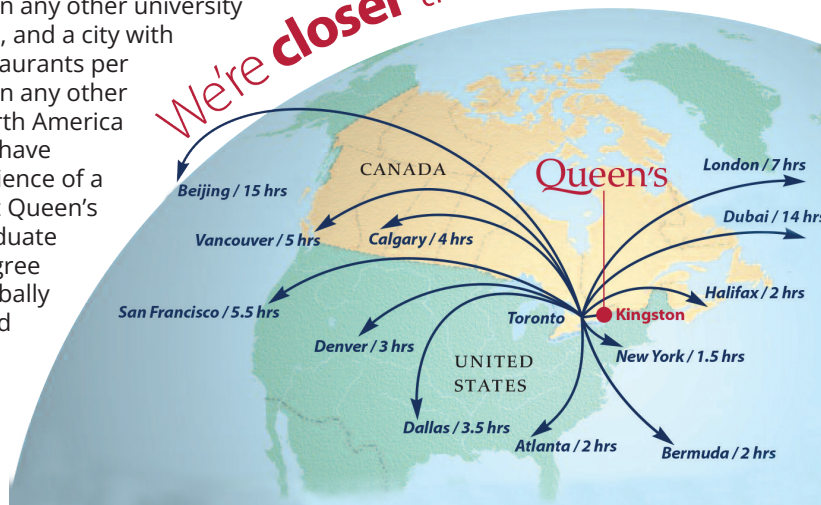 n any other university
, and a city with
aurants per
n any other
rth America
have
ience of a
t Queen's
duate
gree
bally
d
We're closer
CANADA
Queen's
London / 7 hrs
Beijing / 15 hrs
Dubai / 14 hrs
Vancouver / 5 hrs
Calgary / 4 hrs
Halifax / 2 hrs
San Francisco / 5.5 hrs
Toronto
Kingston
Denver / 3 hrs
New York / 1.5 hrs
UNITED
STATES
Dallas / 3.5 hrs
Atlanta / 2 hrs
Bermuda / 2 hrs